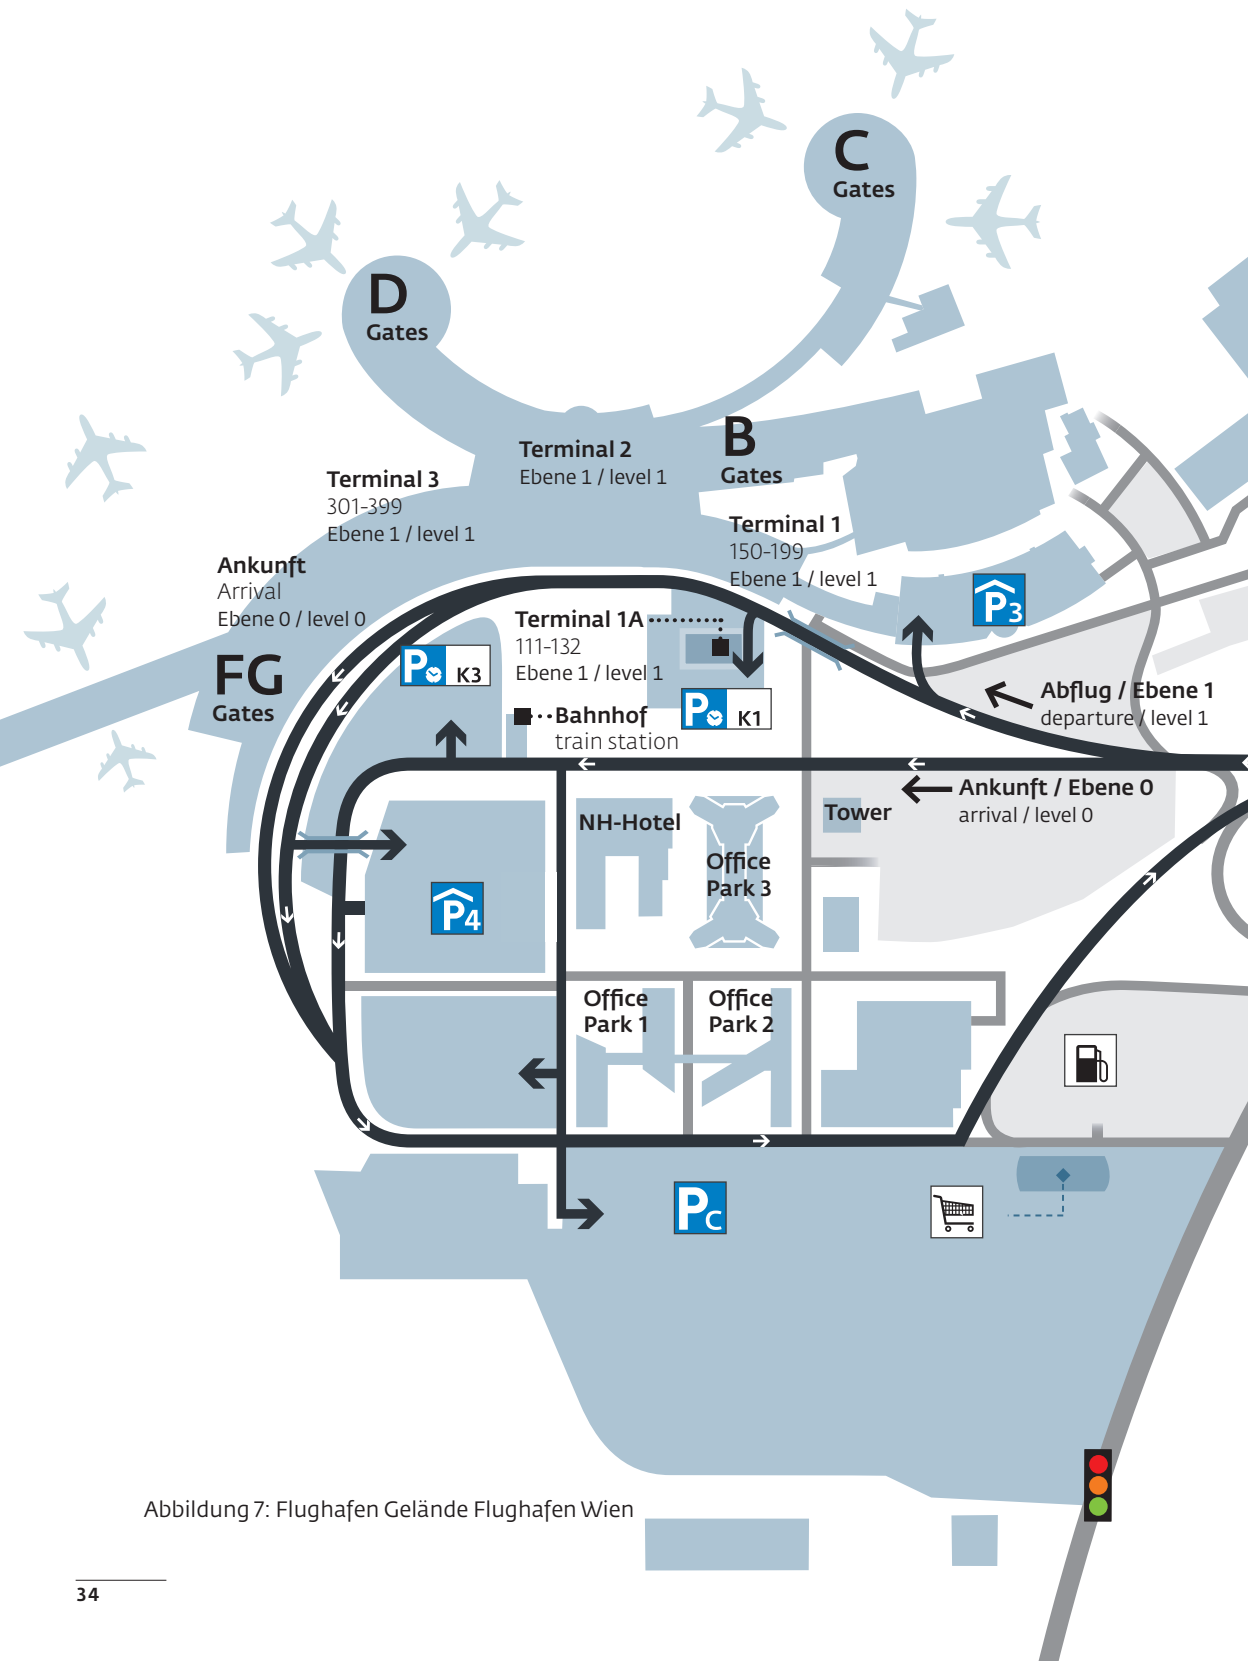 C
Gates
D
Gates
B
Gates
Terminal 2
Ebene 1 / level 1
Terminal 3
301-399
Ebene 1 / level 1
Terminal 1
150-199
Ebene 1 / level 1
Ankunft
Arrival
Ebene 0 / level 0
P3
Terminal 1A
111-132
Ebene 1 / level 1
FG
Gates
P K3
P K1
Abflug / Ebene 1
departure / level 1
Bahnhof
train station
Ankunft / Ebene 0
arrival / level 0
NH-Hotel
Tower
Office
Park 3
P4
Office
Park 1
Office
Park 2
PC
Abbildung 7: Flughafen Gelände Flughafen Wien
34